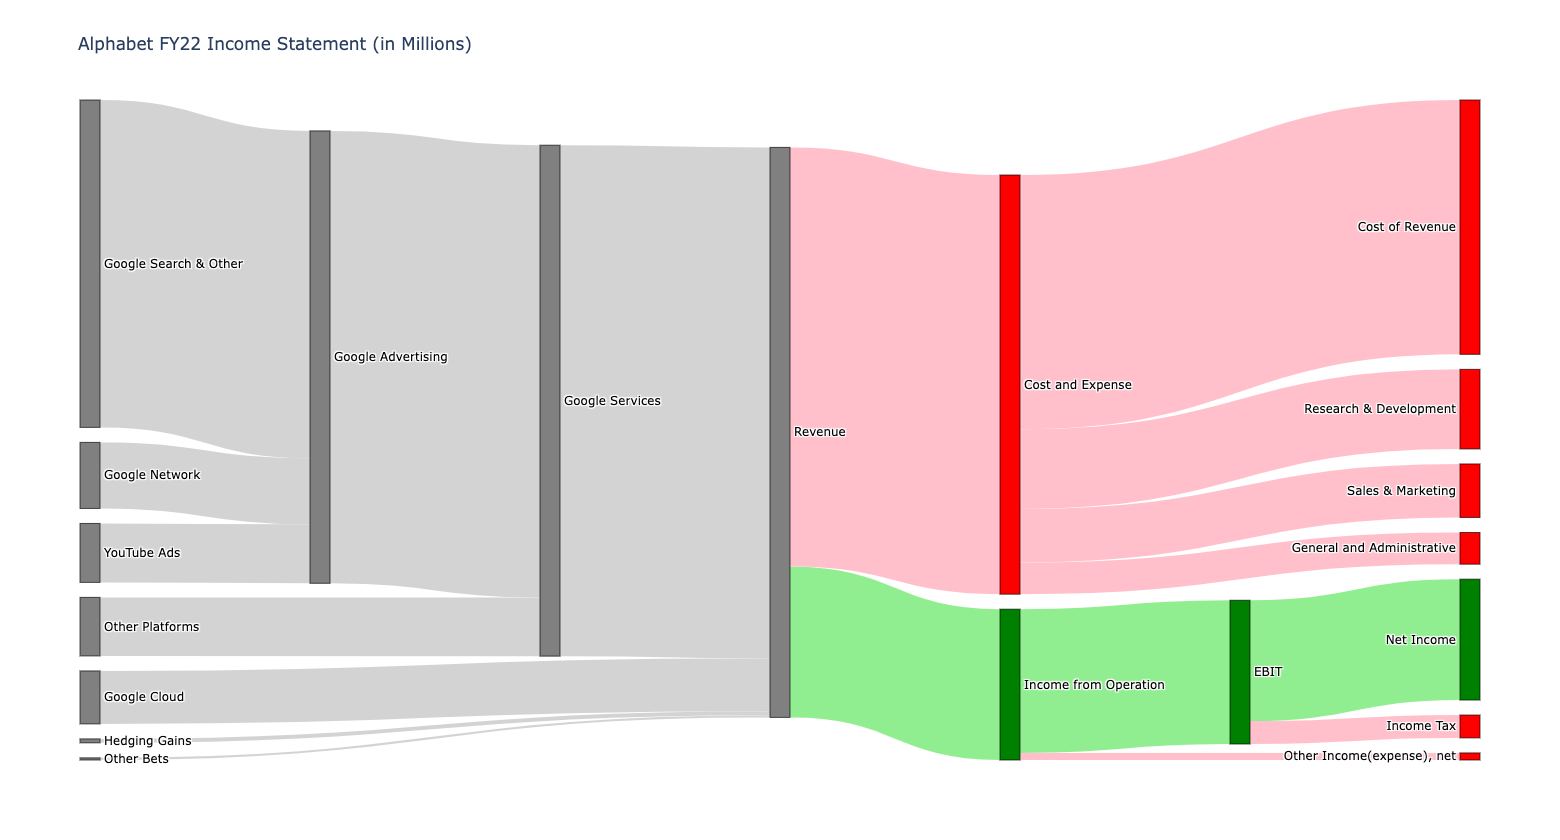 Alphabet FY22 Income Statement (in Millions)
Google Search & Other
Google Network
YouTube Ads
Other Platforms
Google Cloud
Hedging Gains
Other Bets
Google Advertising
Google Services
Revenue
Cost and Expense
Income from Operation
EBIT
Cost of Revenue
Research & Development
Sales & Marketing
General and Administrative
Net Income
Income Tax
Other Income(expense), net